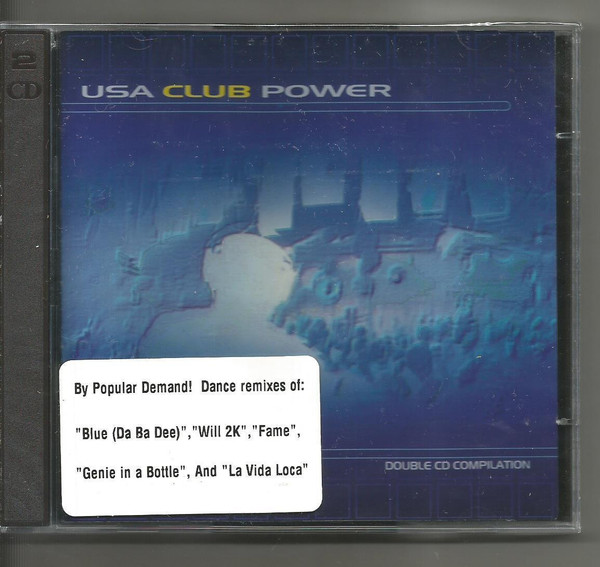 2
CD
USA CLUB POWER
By Popular Demand!  Dance remixes of:
"Blue (Da Ba Dee)","Will 2K","Fame",
"Genie in a Bottle", And "La Vida Loca"
DOUBLE CD COMPILATION